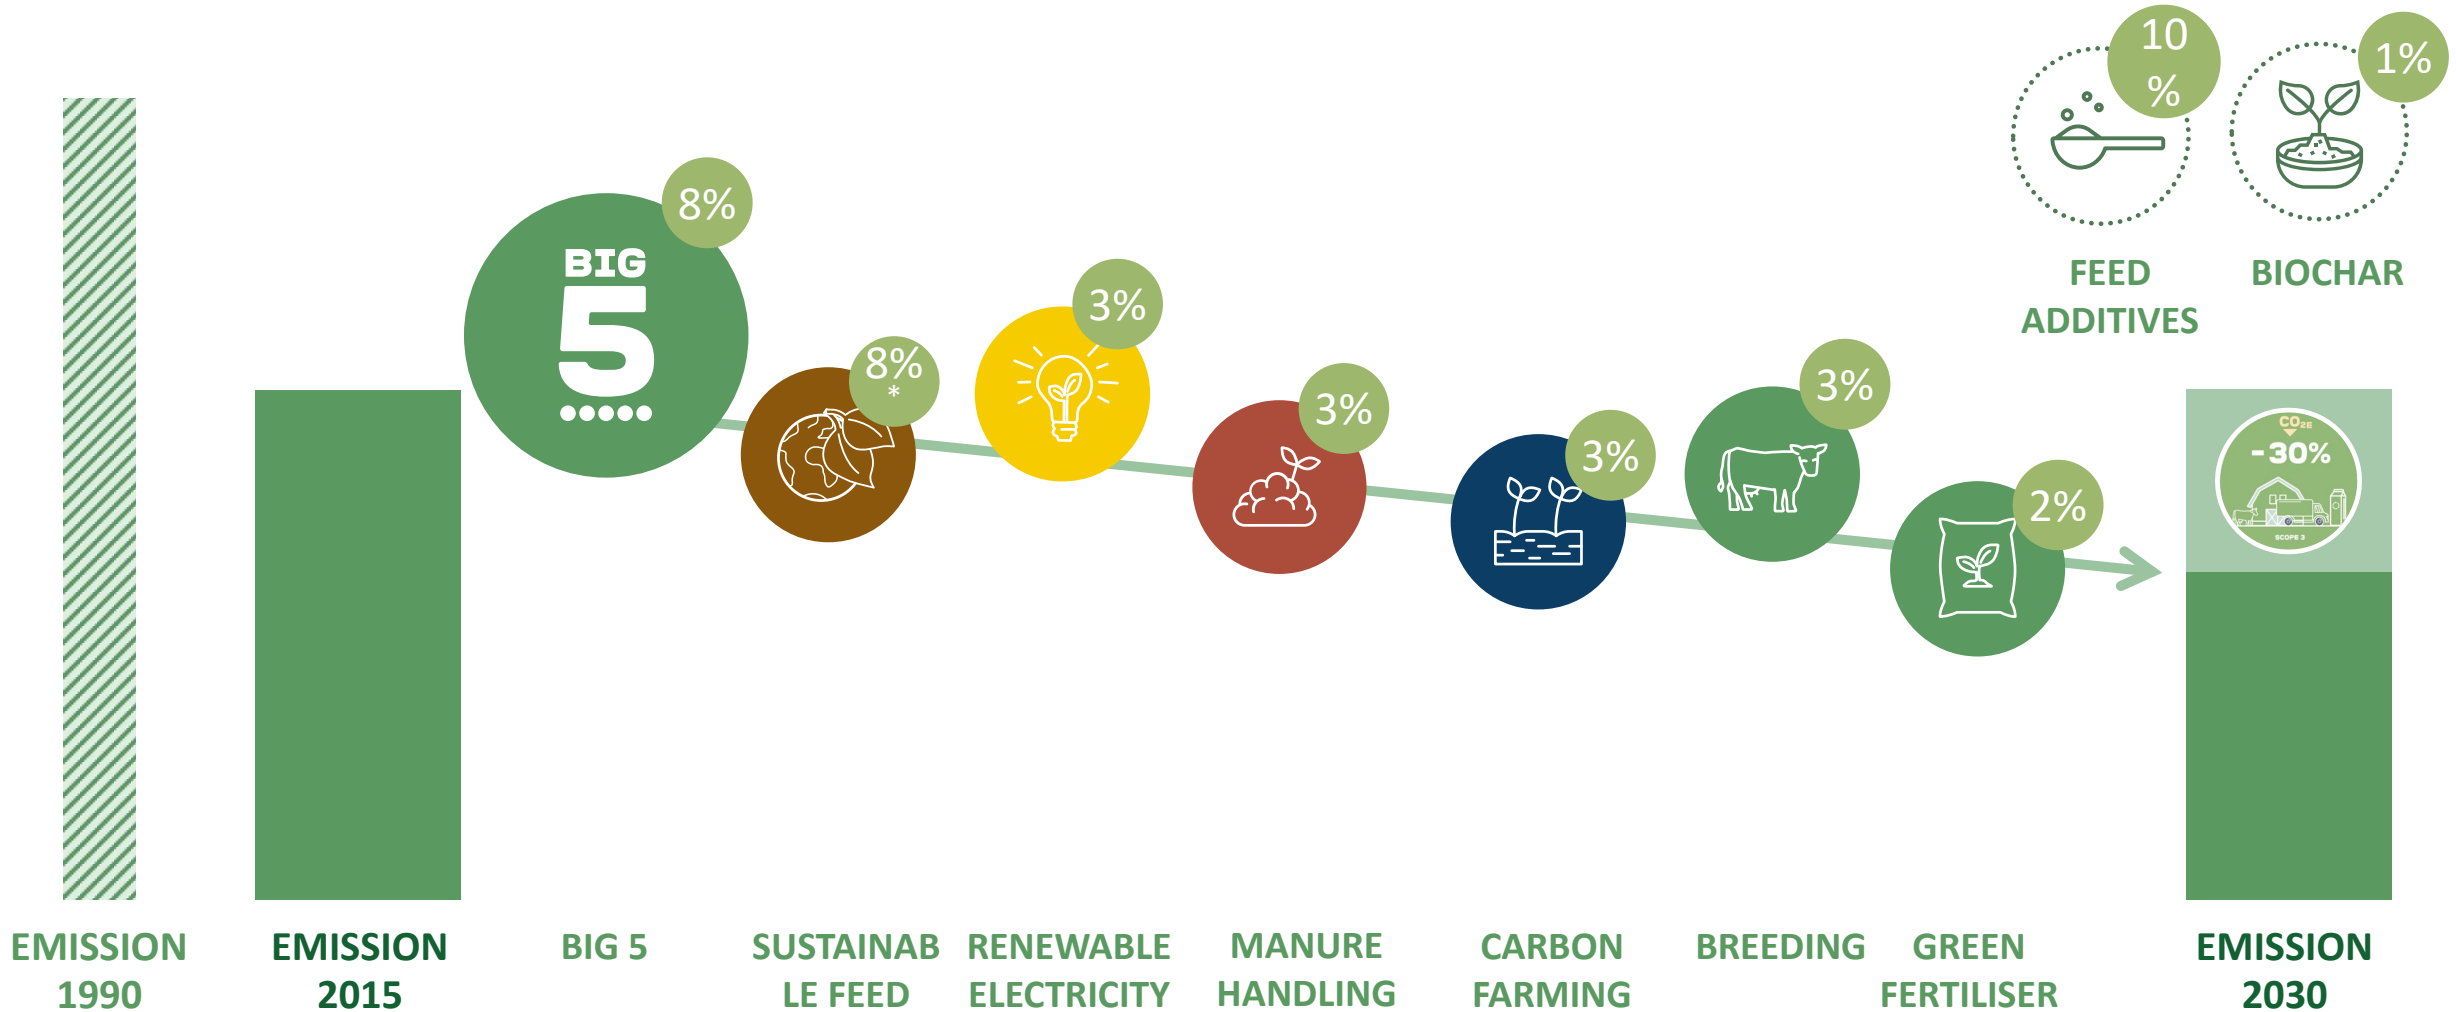 10
%
1%
FEED
ADDITIVES
BIOCHAR
8%
BIG
5
8%
*
3%
3%
3%
3%
2%
CO2E
-30%
SCOPE 3
EMISSION
1990
EMISSION
2015
BIG 5
SUSTAINAB
LE FEED
RENEWABLE
ELECTRICITY
MANURE
HANDLING
CARBON
FARMING
BREEDING
GREEN
FERTILISER
EMISSION
2030